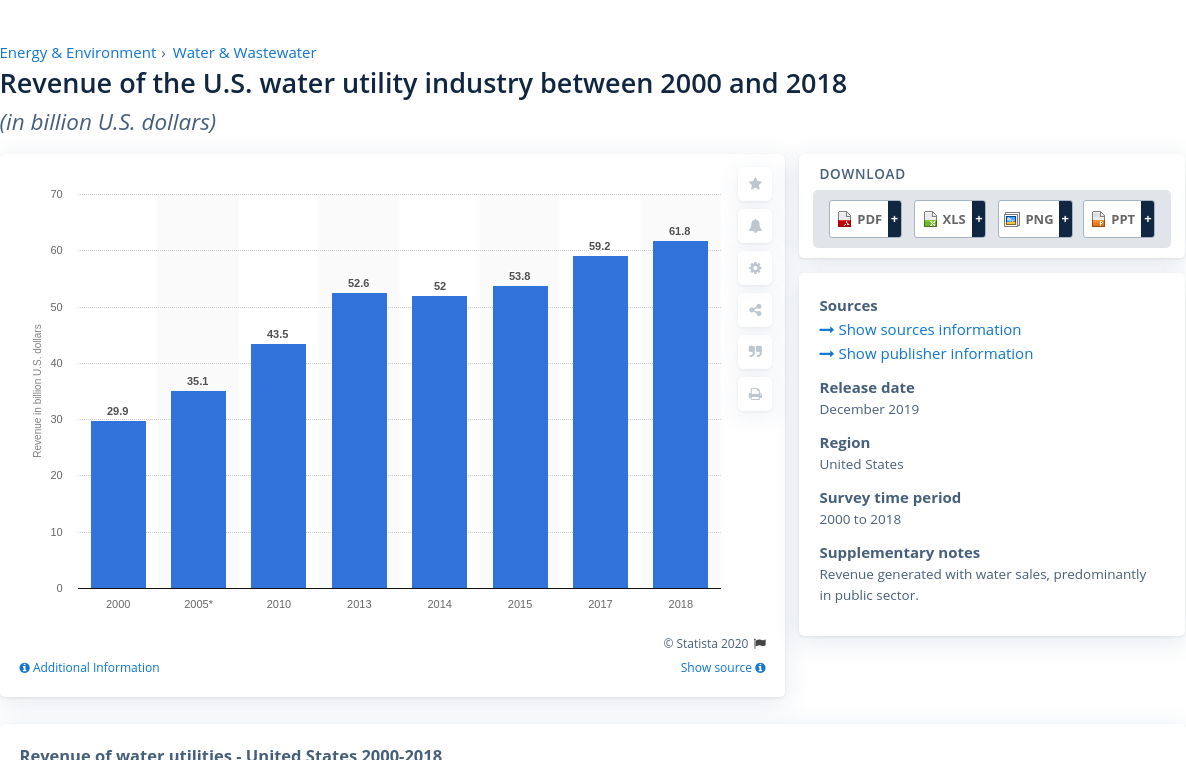 Energy & Environment › Water & Wastewater
Revenue of the U.S. water utility industry between 2000 and 2018
(in billion U.S. dollars)
Revenue in billion U.S. dollars
70
60
50
40
30
20
10
0
29.9
35.1
43.5
52.6
52
53.8
59.2
61.8
2000 2005* 2010 2013 2014 2015 2017 2018
© Statista 2020
Additional Information Show source
DOWNLOAD
PDF + XLS + PNG + PPT +
Sources
Show sources information
Show publisher information
Release date
December 2019
Region
United States
Survey time period
2000 to 2018
Supplementary notes
Revenue generated with water sales, predominantly
in public sector.
Revenue of water utilities - United States 2000-2018